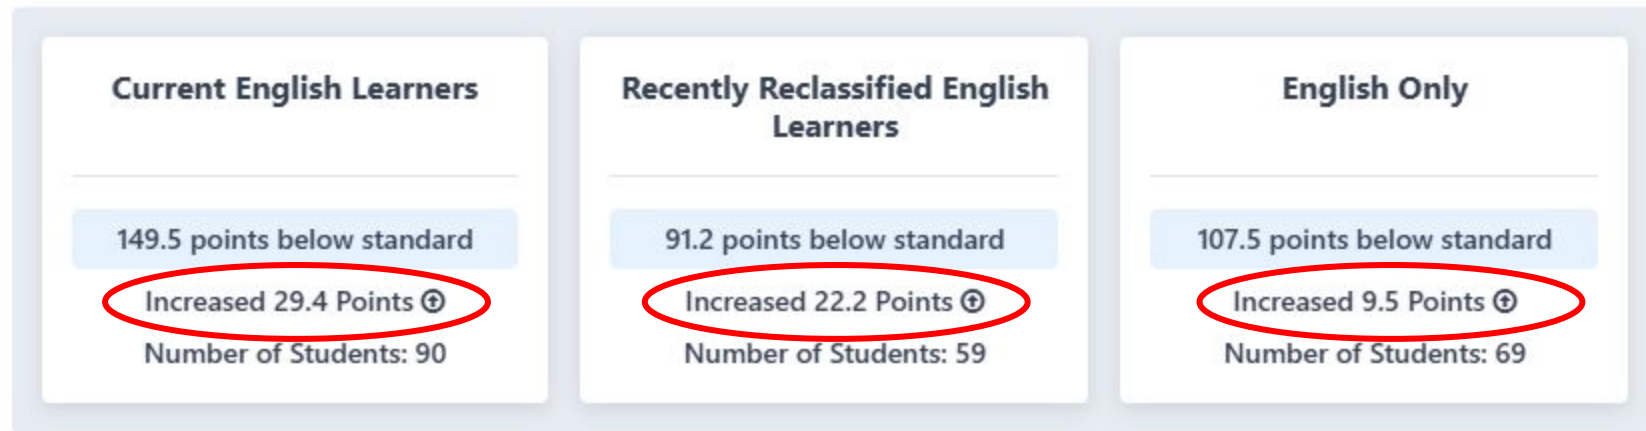 Current English Learners
149.5 points below standard
Increased 29.4 Points
Number of Students: 90
Recently Reclassified English
Learners
91.2 points below standard
Increased 22.2 Points
Number of Students: 59
English Only
107.5 points below standard
Increased 9.5 Points
Number of Students: 69